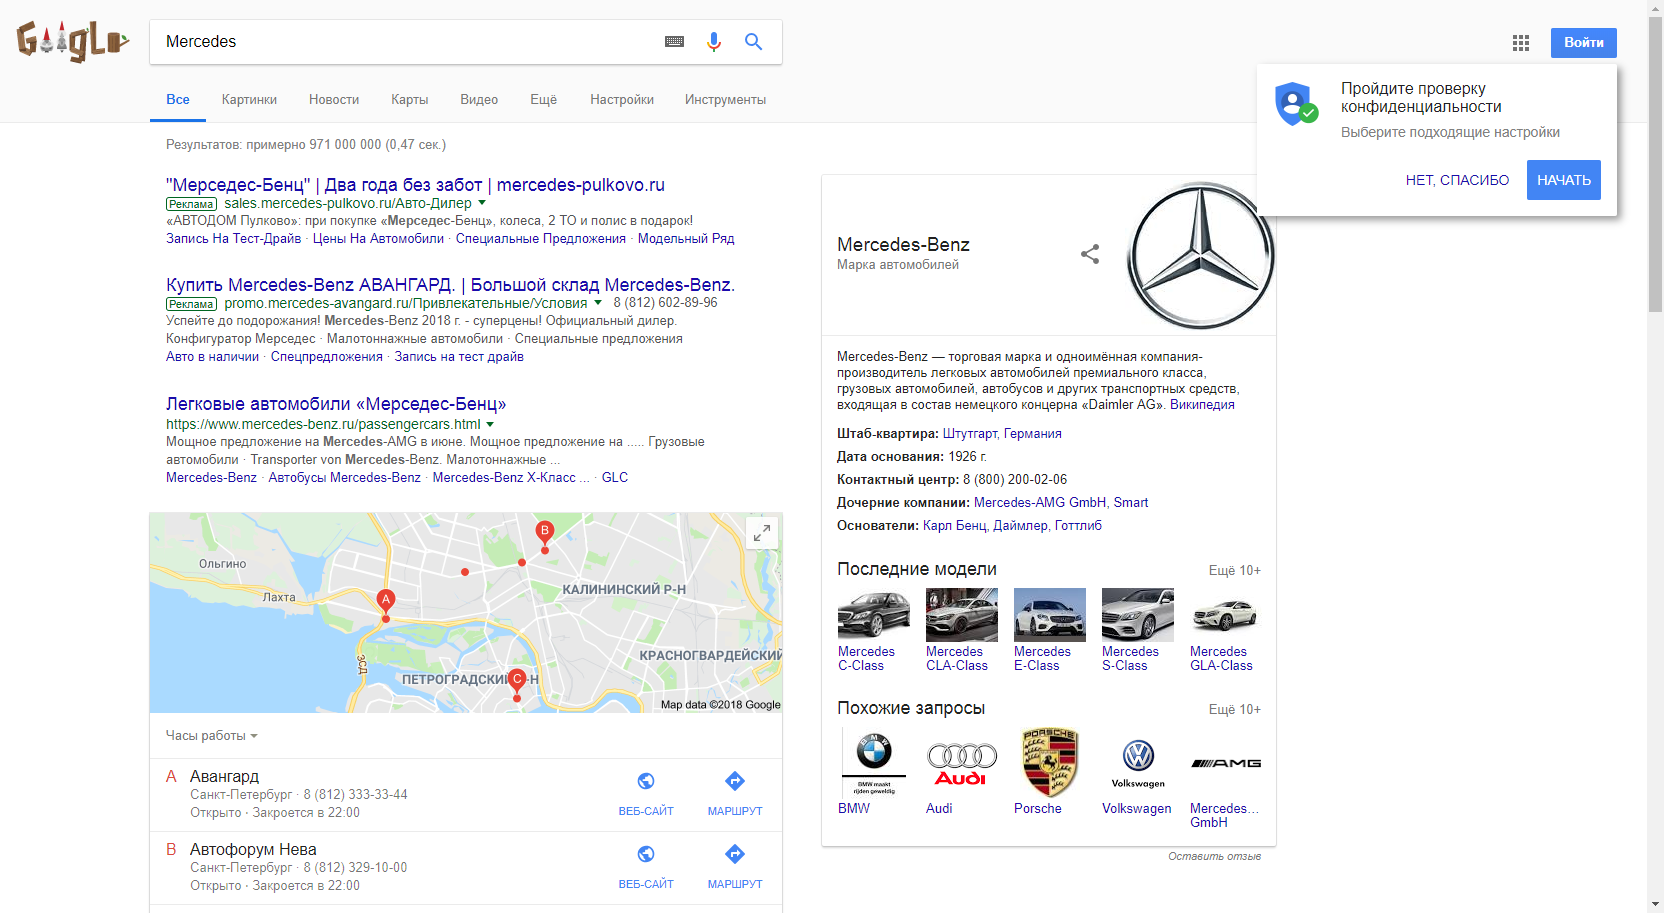 Google
Mercedes
Войти
Все Картинки Новости Карты Видео Ещё Настройки Инструменты
Пройдите проверку
конфиденциальности
Выберите подходящие настройки
НЕТ, СПАСИБО НАЧАТЬ
Результатов: примерно 971 000 000 (0,47 сек.)
"Мерседес-Бенц" | Два года без забот | mercedes-pulkovo.ru
Реклама sales.mercedes-pulkovo.ru/Авто-Дилер
«АВТОДОМ Пулково»: при покупке «Мерседес-Бенц», колеса, 2 ТО и полис в подарок!
Запись На Тест-Драйв · Цены На Автомобили · Специальные Предложения · Модельный Ряд
Купить Mercedes-Benz АВАНГАРД. | Большой склад Mercedes-Benz.
Реклама promo.mercedes-avangard.ru/Привлекательные/Условия 8 (812) 602-89-96
Успейте до подорожания! Mercedes-Benz 2018 г. - суперцены! Официальный дилер.
Конфигуратор Мерседес · Малотоннажные автомобили · Специальные предложения
Авто в наличии · Спецпредложения · Запись на тест драйв
Легковые автомобили «Мерседес-Бенц»
https://www.mercedes-benz.ru/passengercars.html
Мощное предложение на Mercedes-AMG в июне. Мощное предложение на ..... Грузовые
автомобили · Transporter von Mercedes-Benz. Малотоннажные ...
Mercedes-Benz · Автобусы Mercedes-Benz · Mercedes-Benz X-Класс ... · GLC
B
Ольгино
КАЛИНИНСКИЙ Р-Н
Лахта
A
КРАСНОГВАРДЕЙСКИЙ
ЗСД
ПЕТРОГРАДСКИЙ Р-Н
C
Map data ©2018 Google
Часы работы
A Авангард
Санкт-Петербург · 8 (812) 333-33-44
Открыто · Закроется в 22:00
ВЕБ-САЙТ МАРШРУТ
B Автофорум Нева
Санкт-Петербург · 8 (812) 329-10-00
Открыто · Закроется в 22:00
ВЕБ-САЙТ МАРШРУТ
Mercedes-Benz
Марка автомобилей
Mercedes-Benz — торговая марка и одноимённая компания-
производитель легковых автомобилей премиального класса,
грузовых автомобилей, автобусов и других транспортных средств,
входящая в состав немецкого концерна «Daimler AG». Википедия
Штаб-квартира: Штутгарт, Германия
Дата основания: 1926 г.
Контактный центр: 8 (800) 200-02-06
Дочерние компании: Mercedes-AMG GmbH, Smart
Основатели: Карл Бенц, Даймлер, Готтлиб
Последние модели Ещё 10+
Mercedes C-Class
Mercedes CLA-Class
Mercedes E-Class
Mercedes S-Class
Mercedes GLA-Class
Похожие запросы Ещё 10+
BMW
BMW maakt
rijden geweldig
Audi
PORSCHE
Volkswagen
AMG
BMW Audi Porsche Volkswagen Mercedes...
GmbH
Оставить отзыв